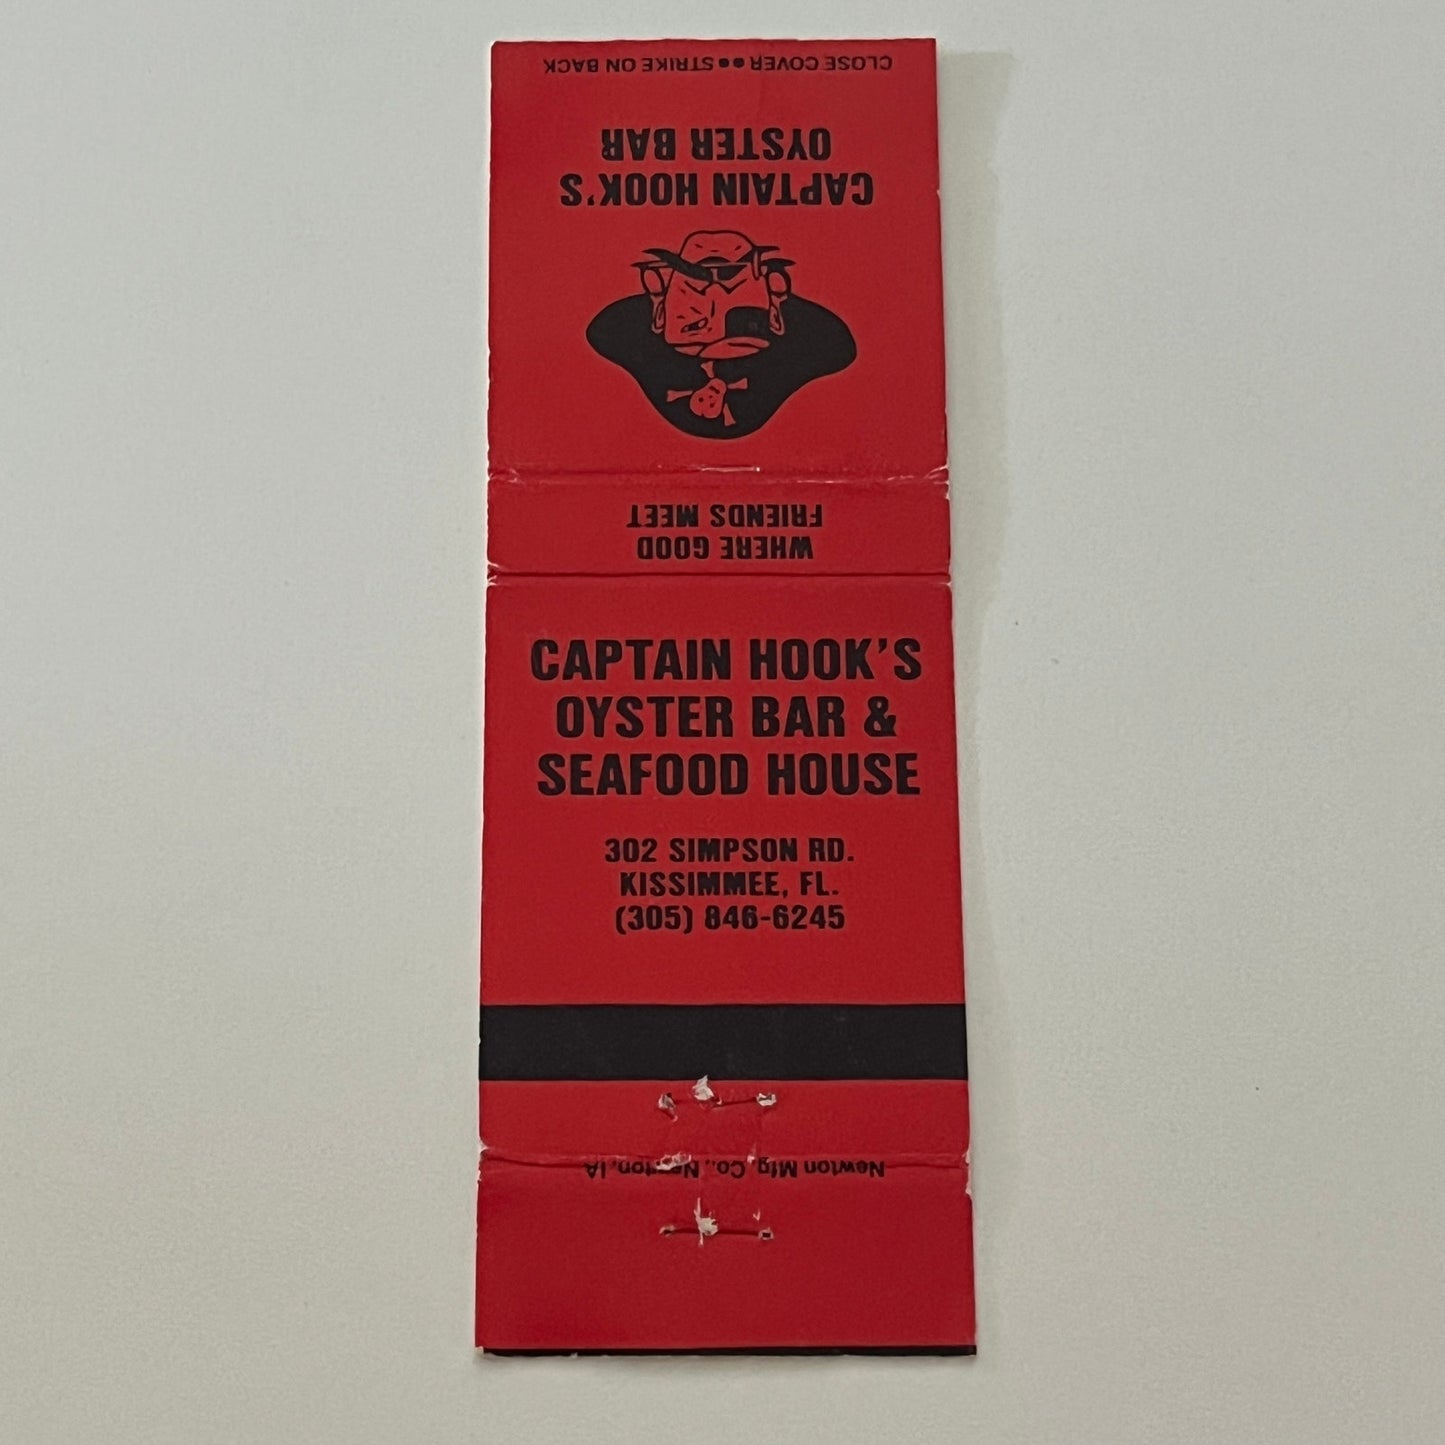 CLOSE COVER ●● STRIKE ON BACK
CAPTAIN HOOK'S
OYSTER BAR
WHERE GOOD
FRIENDS MEET
CAPTAIN HOOK'S
OYSTER BAR &
SEAFOOD HOUSE
302 SIMPSON RD.
KISSIMMEE, FL.
(305) 846-6245
Newton Mfg. Co., Newton, IA